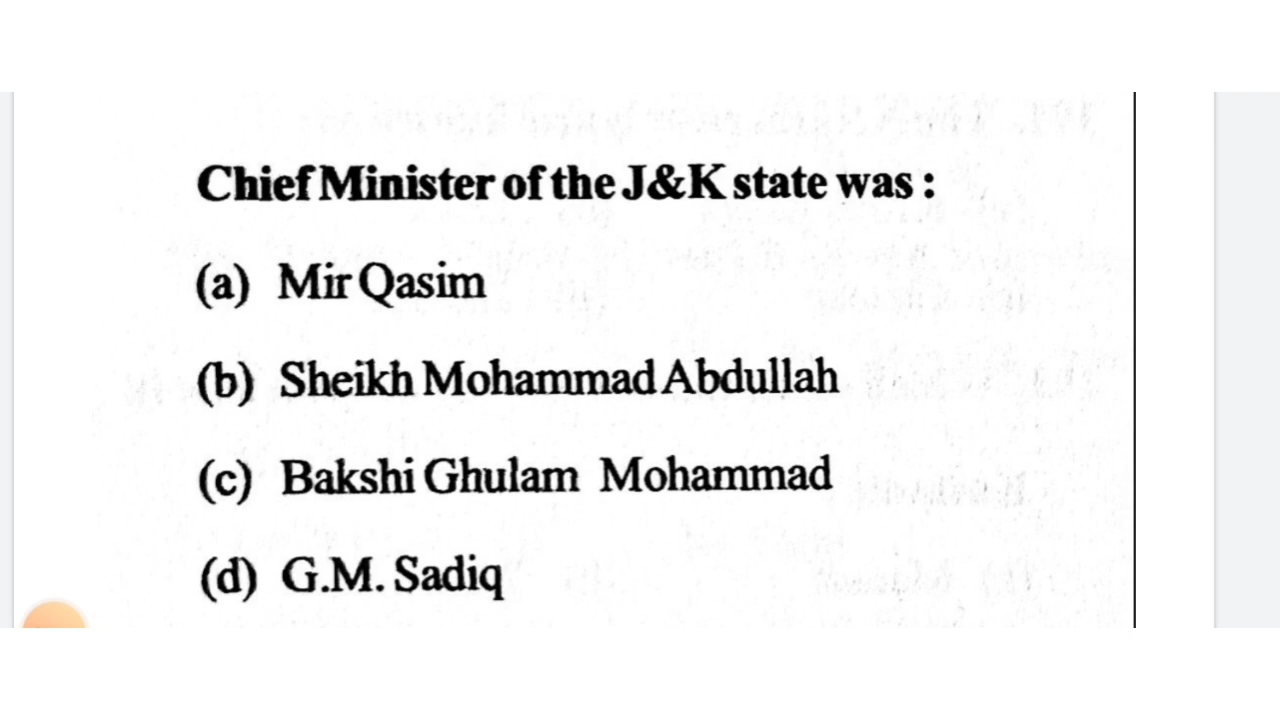 Chief Minister of the J&K state was :
(a) Mir Qasim
(b) Sheikh Mohammad Abdullah
(c) Bakshi Ghulam Mohammad
(d) G.M. Sadiq